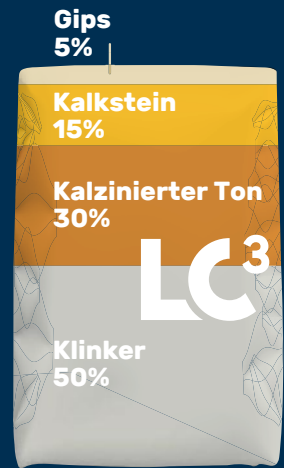 Gips
5%
Kalkstein
15%
Kalzinierter Ton
30%
LC³
Klinker
50%